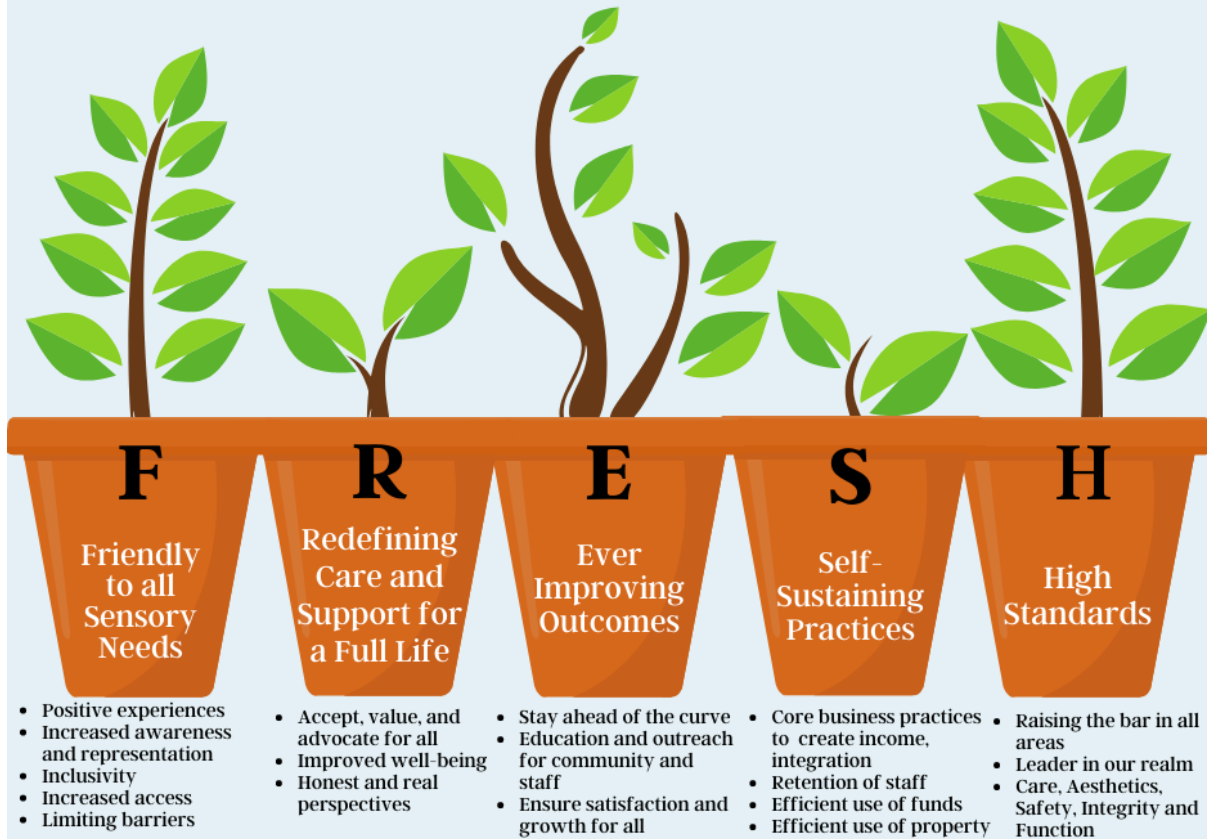 F
Friendly
to all
Sensory
Needs
• Positive experiences
• Increased awareness
and representation
• Inclusivity
• Increased access
• Limiting barriers
R
Redefining
Care and
Support for
a Full Life
• Accept, value, and
advocate for all
• Improved well-being
• Honest and real
perspectives
E
Ever
Improving
Outcomes
• Stay ahead of the curve
• Education and outreach
for community and
staff
• Ensure satisfaction and
growth for all
S
Self-
Sustaining
Practices
• Core business practices
to create income,
integration
• Retention of staff
• Efficient use of funds
• Efficient use of property
H
High
Standards
• Raising the bar in all
areas
• Leader in our realm
• Care, Aesthetics,
Safety, Integrity and
Function